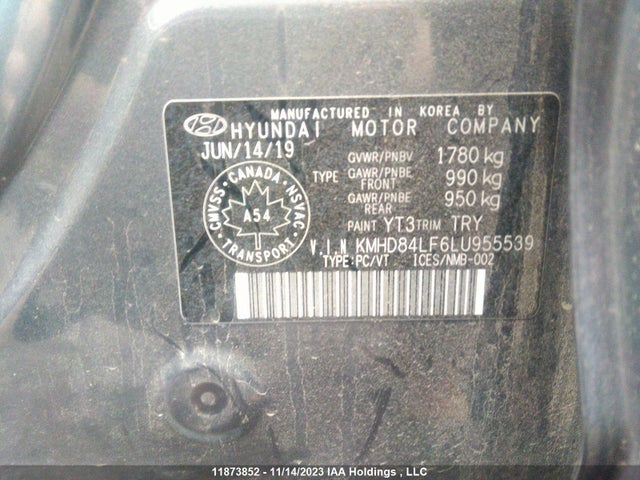 MANUFACTURED IN KOREA BY
HYUNDAI MOTOR COMPANY
JUN/14/19
GVWR/PNBV 1780 kg
TYPE GAWR/PNBE FRONT 990 kg
GAWR/PNBE REAR 950 kg
PAINT YT3 TRIM TRY
V.I.N KMHD84LF6LU955539
TYPE:PC/VT ICES/NMB-002
CMVSS · CANADA · NSVAC
A54
TRANSPORT
11873852 - 11/14/2023 IAA Holdings , LLC